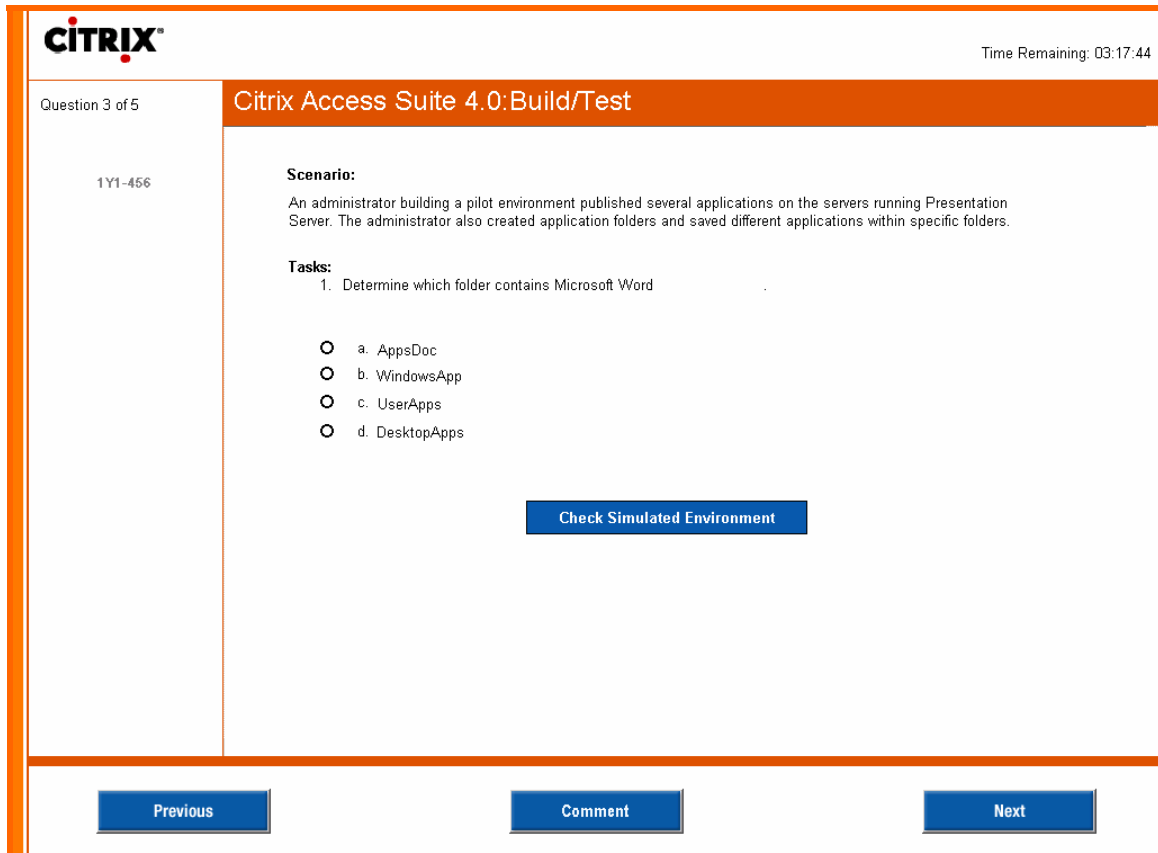 CITRIX™
Time Remaining: 03:17:44
Question 3 of 5
Citrix Access Suite 4.0:Build/Test
1Y1-456
Scenario:
An administrator building a pilot environment published several applications on the servers running Presentation
Server. The administrator also created application folders and saved different applications within specific folders.
Tasks:
1. Determine which folder contains Microsoft Word .
a. AppsDoc
b. WindowsApp
c. UserApps
d. DesktopApps
Check Simulated Environment
Previous
Comment
Next